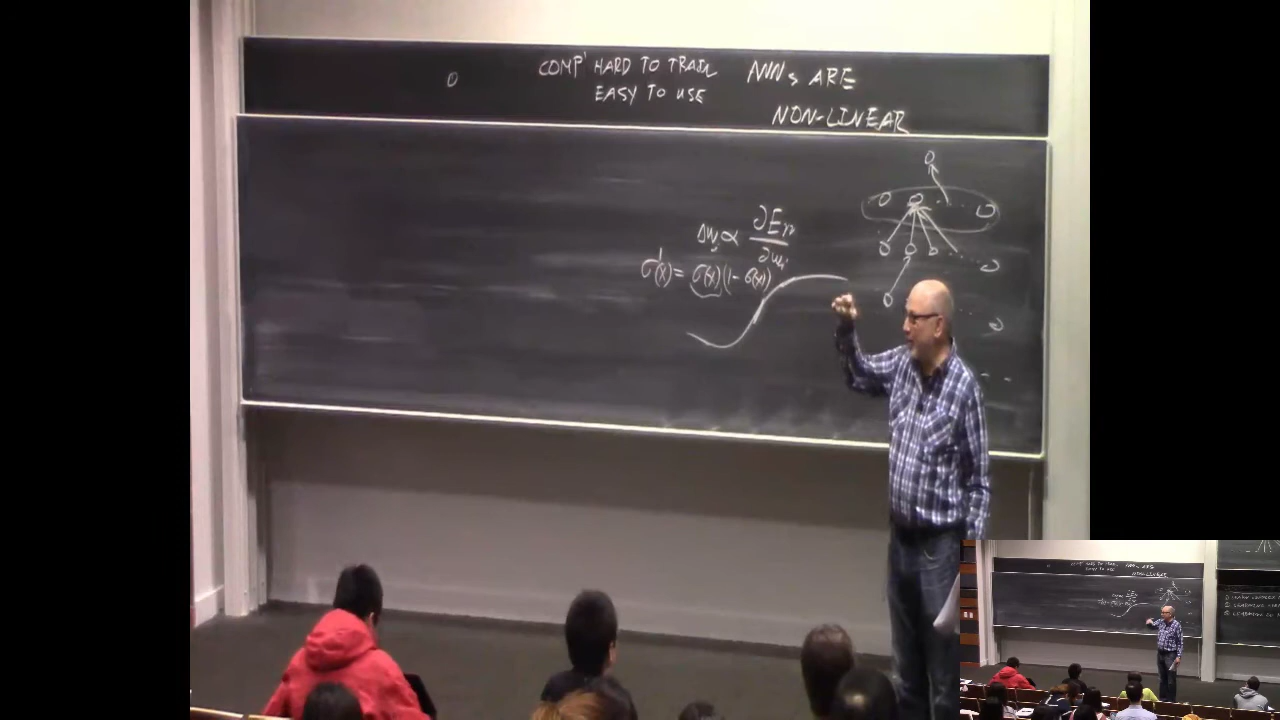 COMP' HARD TO TRAIN
EASY TO USE
NNs ARE
NON-LINEAR
Δwᵢ ∝ ∂Eₙ / ∂wᵢ
σ'(x) = σ(x)(1-σ(x))